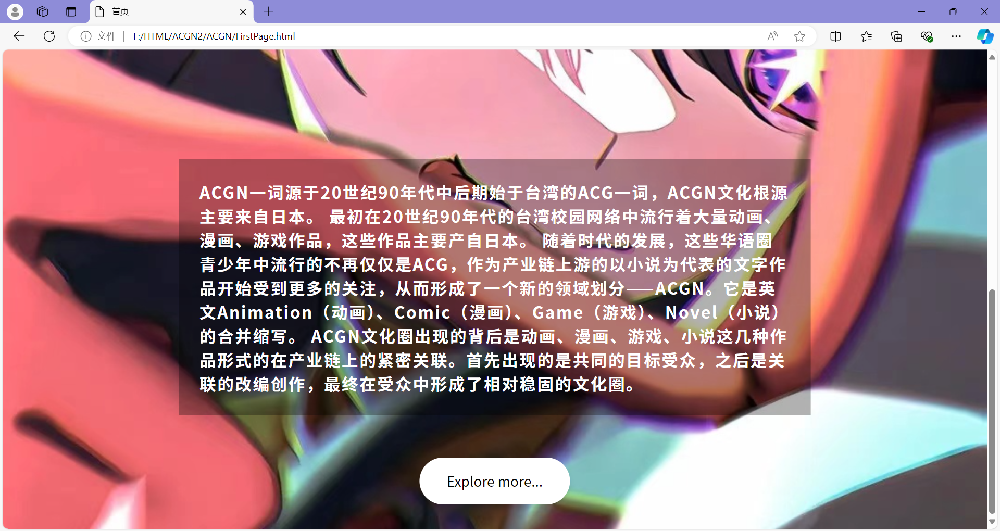 首页
文件
F:/HTML/ACGN2/ACGN/FirstPage.html
ACGN一词源于20世纪90年代中后期始于台湾的ACG一词，ACGN文化根源
主要来自日本。 最初在20世纪90年代的台湾校园网络中流行着大量动画、
漫画、游戏作品，这些作品主要产自日本。 随着时代的发展，这些华语圈
青少年中流行的不再仅仅是ACG，作为产业链上游的以小说为代表的文字作
品开始受到更多的关注，从而形成了一个新的领域划分——ACGN。它是英
文Animation（动画）、Comic（漫画）、Game（游戏）、Novel（小说）
的合并缩写。 ACGN文化圈出现的背后是动画、漫画、游戏、小说这几种作
品形式的在产业链上的紧密关联。首先出现的是共同的目标受众，之后是关
联的改编创作，最终在受众中形成了相对稳固的文化圈。
Explore more...